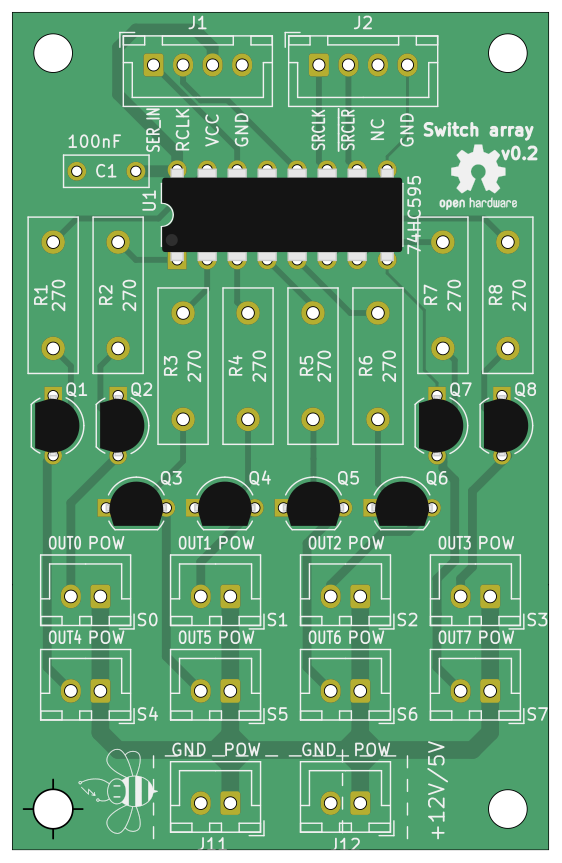 J1
J2
SER_IN
RCLK
VCC
GND
SRCLK
SRCLR
NC
GND
Switch array
v0.2
open hardware
100nF
C1
U1
74HC595
R1
270
R2
270
R3
270
R4
270
R5
270
R6
270
R7
270
R8
270
Q1
Q2
Q7
Q8
Q3
Q4
Q5
Q6
OUT0 POW
OUT1 POW
OUT2 POW
OUT3 POW
S0
S1
S2
S3
OUT4 POW
OUT5 POW
OUT6 POW
OUT7 POW
S4
S5
S6
S7
GND POW
GND POW
+12V/5V
J11
J12